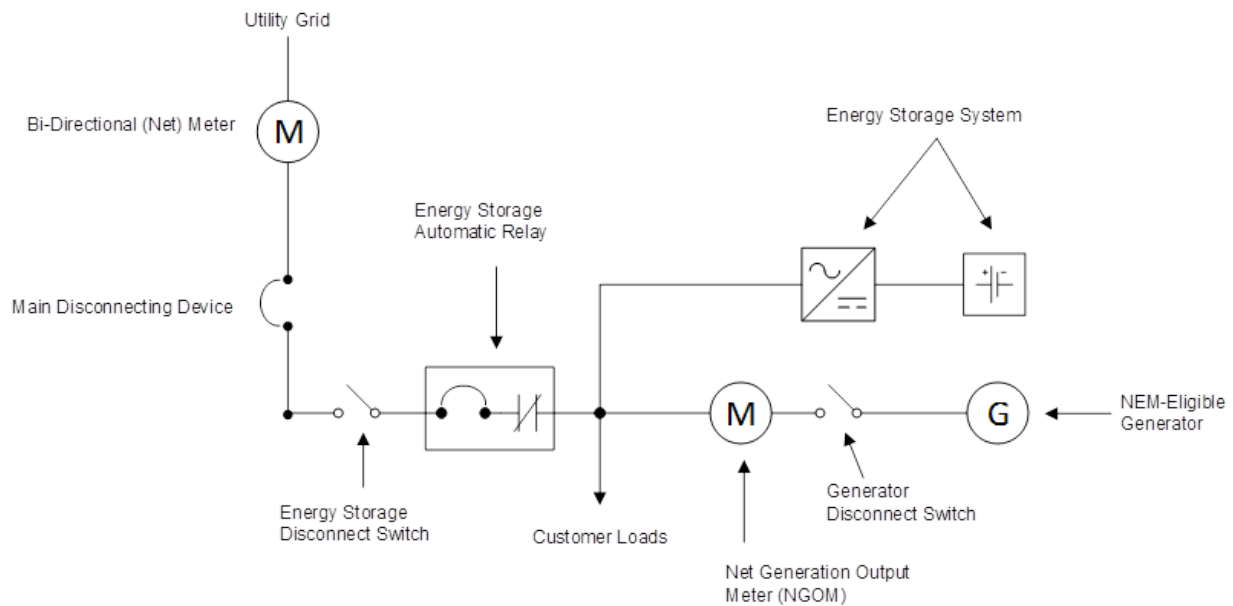 Utility Grid
Bi-Directional (Net) Meter
M
Energy Storage System
Energy Storage
Automatic Relay
Main Disconnecting Device
+ -
M
G
NEM-Eligible
Generator
Energy Storage
Disconnect Switch
Customer Loads
Generator
Disconnect Switch
Net Generation Output
Meter (NGOM)